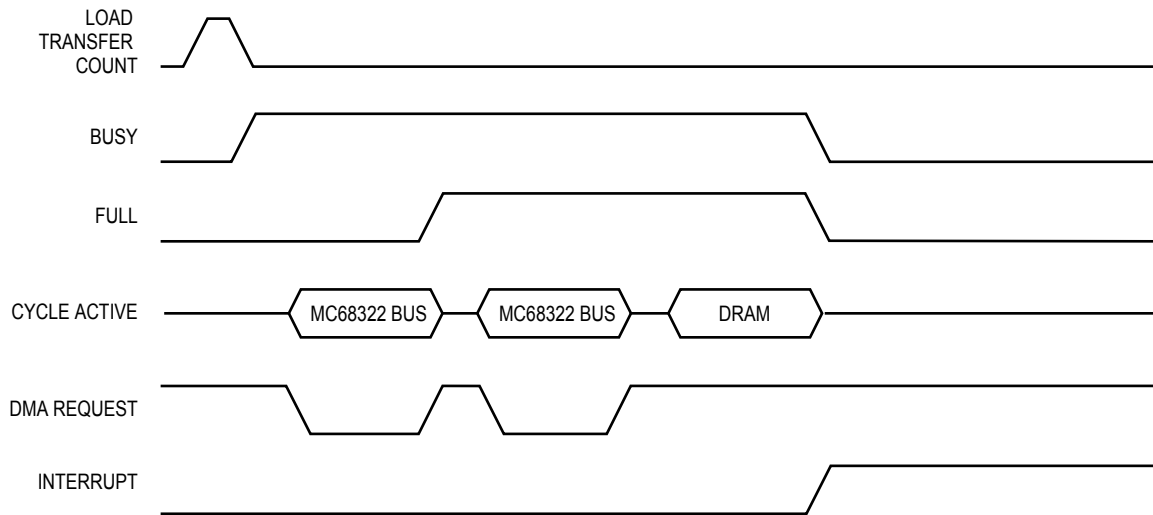 LOAD
TRANSFER
COUNT
BUSY
FULL
CYCLE ACTIVE
MC68322 BUS
MC68322 BUS
DRAM
DMA REQUEST
INTERRUPT